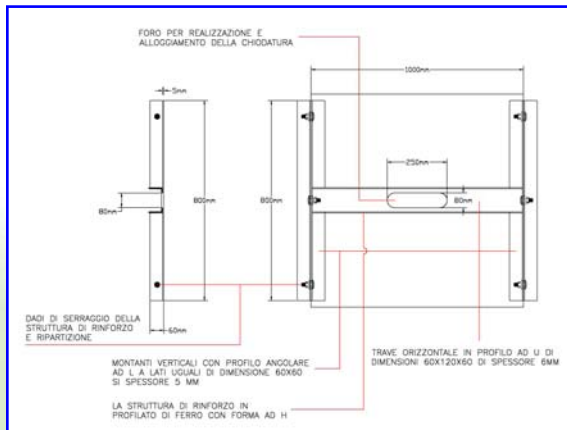 FORO PER REALIZZAZIONE E
ALLOGGIAMENTO DELLA CHIODATURA
1000mm
5mm
250mm
80mm
800mm
800mm
80mm
60mm
DADI DI SERRAGGIO DELLA
STRUTTURA DI RINFORZO
E RIPARTIZIONE
MONTANTI VERTICALI CON PROFILO ANGOLARE
AD L A LATI UGUALI DI DIMENSIONE 60X60
SI SPESSORE 5 MM
TRAVE ORIZZONTALE IN PROFILO AD U DI
DIMENSIONI 60X120X60 DI SPESSORE 6MM
LA STRUTTURA DI RINFORZO IN
PROFILATO DI FERRO CON FORMA AD H